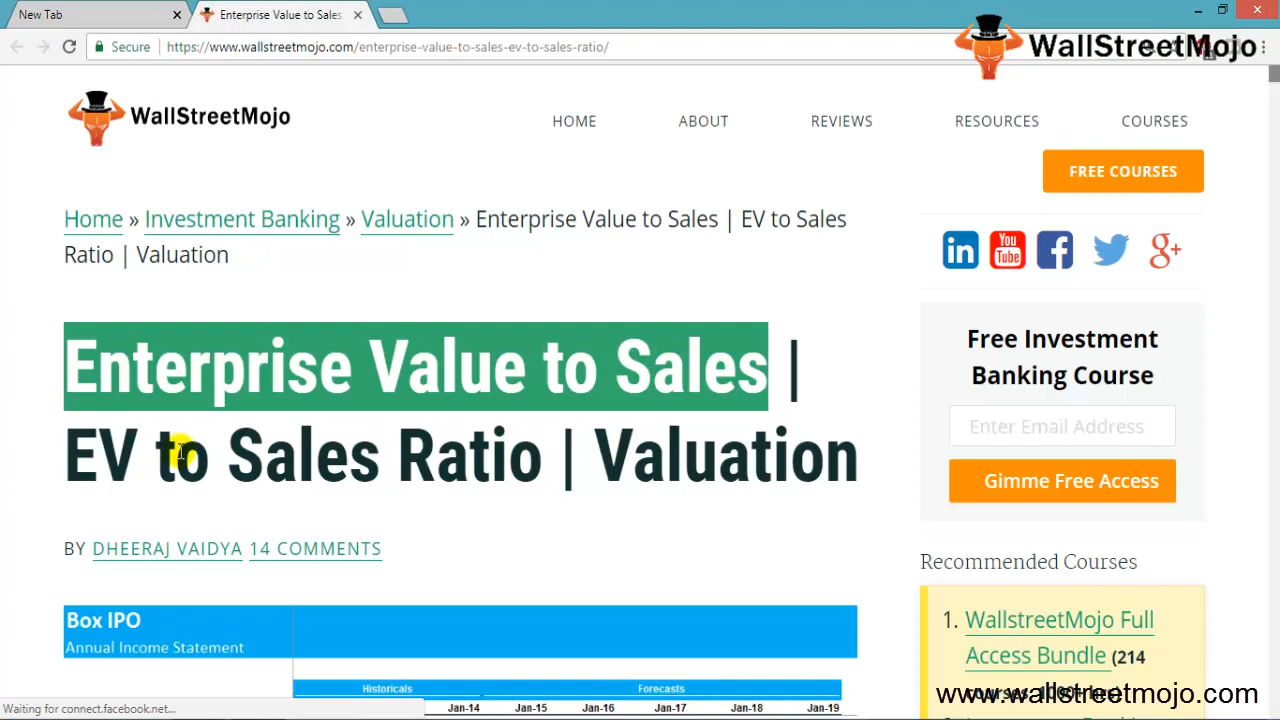 New Tab
Enterprise Value to Sales
Secure
https://www.wallstreetmojo.com/enterprise-value-to-sales-ev-to-sales-ratio/
WallStreetMojo
WallStreetMojo
HOME ABOUT REVIEWS RESOURCES COURSES
FREE COURSES
Home » Investment Banking » Valuation » Enterprise Value to Sales | EV to Sales
Ratio | Valuation
in You Tube f g+
Enterprise Value to Sales |
EV to Sales Ratio | Valuation
BY DHEERAJ VAIDYA 14 COMMENTS
Free Investment
Banking Course
Enter Email Address
Gimme Free Access
Recommended Courses
1. WallstreetMojo Full
Access Bundle (214
Box IPO
Annual Income Statement
Historicals Forecasts
Jan-14 Jan-15 Jan-16 Jan-17 Jan-18 Jan-19
www.wallstreetmojo.com
Waiting for connect.facebook.net...